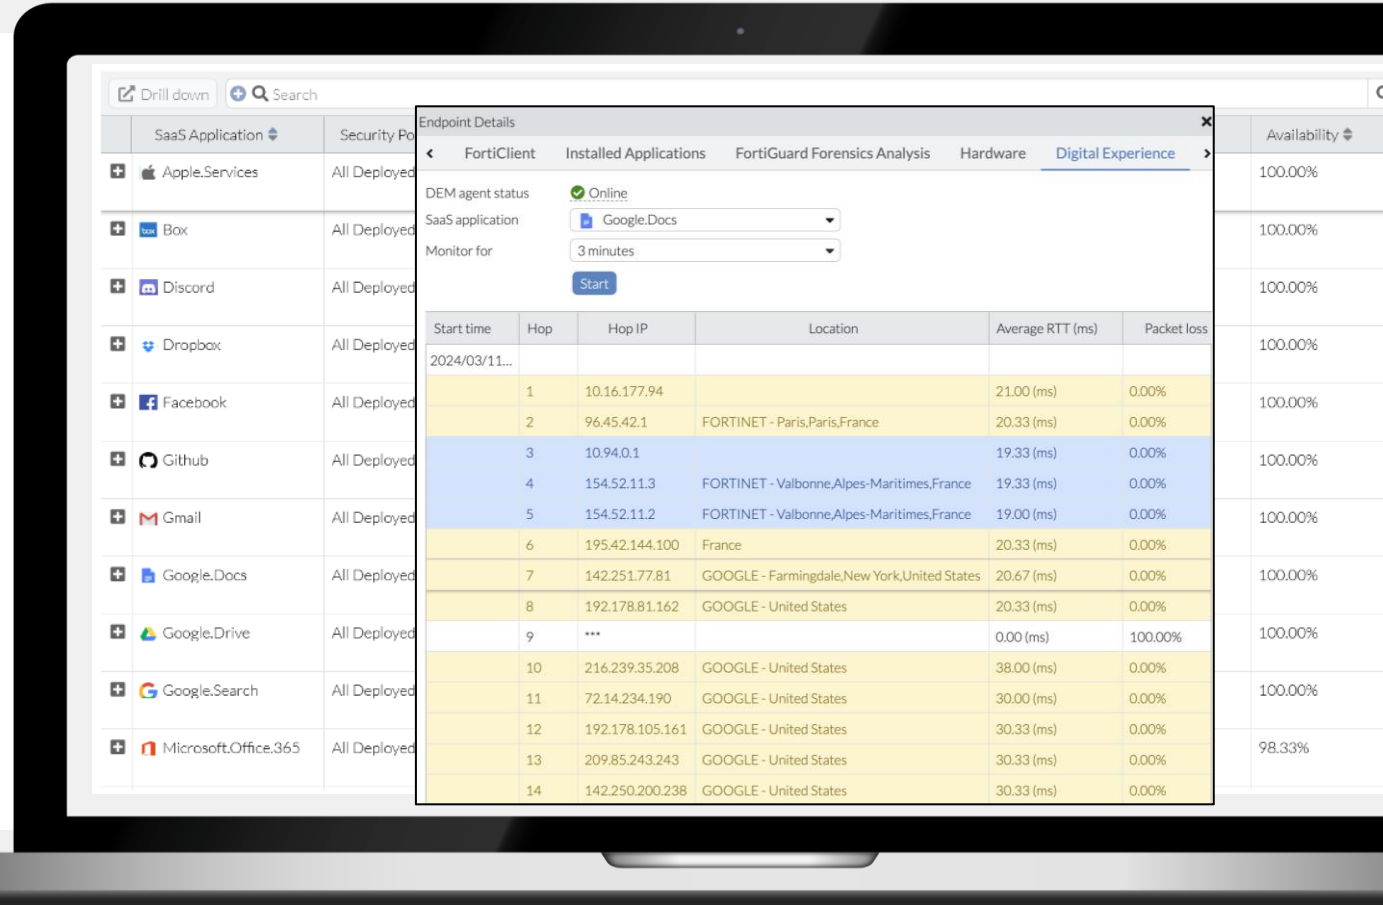 Drill down Search
SaaS Application Security Po Availability
Apple.Services All Deployed 100.00%
box Box All Deployed 100.00%
Discord All Deployed 100.00%
Dropbox All Deployed 100.00%
Facebook All Deployed 100.00%
Github All Deployed 100.00%
Gmail All Deployed 100.00%
Google.Docs All Deployed 100.00%
Google.Drive All Deployed 100.00%
Google.Search All Deployed 100.00%
Microsoft.Office.365 All Deployed 98.33%
Endpoint Details
FortiClient Installed Applications FortiGuard Forensics Analysis Hardware Digital Experience
DEM agent status Online
SaaS application Google.Docs
Monitor for 3 minutes
Start
Start time Hop Hop IP Location Average RTT (ms) Packet loss
2024/03/11...
1 10.16.177.94 21.00 (ms) 0.00%
2 96.45.42.1 FORTINET - Paris,Paris,France 20.33 (ms) 0.00%
3 10.94.0.1 19.33 (ms) 0.00%
4 154.52.11.3 FORTINET - Valbonne,Alpes-Maritimes,France 19.33 (ms) 0.00%
5 154.52.11.2 FORTINET - Valbonne,Alpes-Maritimes,France 19.00 (ms) 0.00%
6 195.42.144.100 France 20.33 (ms) 0.00%
7 142.251.77.81 GOOGLE - Farmingdale,New York,United States 20.67 (ms) 0.00%
8 192.178.81.162 GOOGLE - United States 20.33 (ms) 0.00%
9 *** 0.00 (ms) 100.00%
10 216.239.35.208 GOOGLE - United States 38.00 (ms) 0.00%
11 72.14.234.190 GOOGLE - United States 30.00 (ms) 0.00%
12 192.178.105.161 GOOGLE - United States 30.33 (ms) 0.00%
13 209.85.243.243 GOOGLE - United States 30.33 (ms) 0.00%
14 142.250.200.238 GOOGLE - United States 30.33 (ms) 0.00%